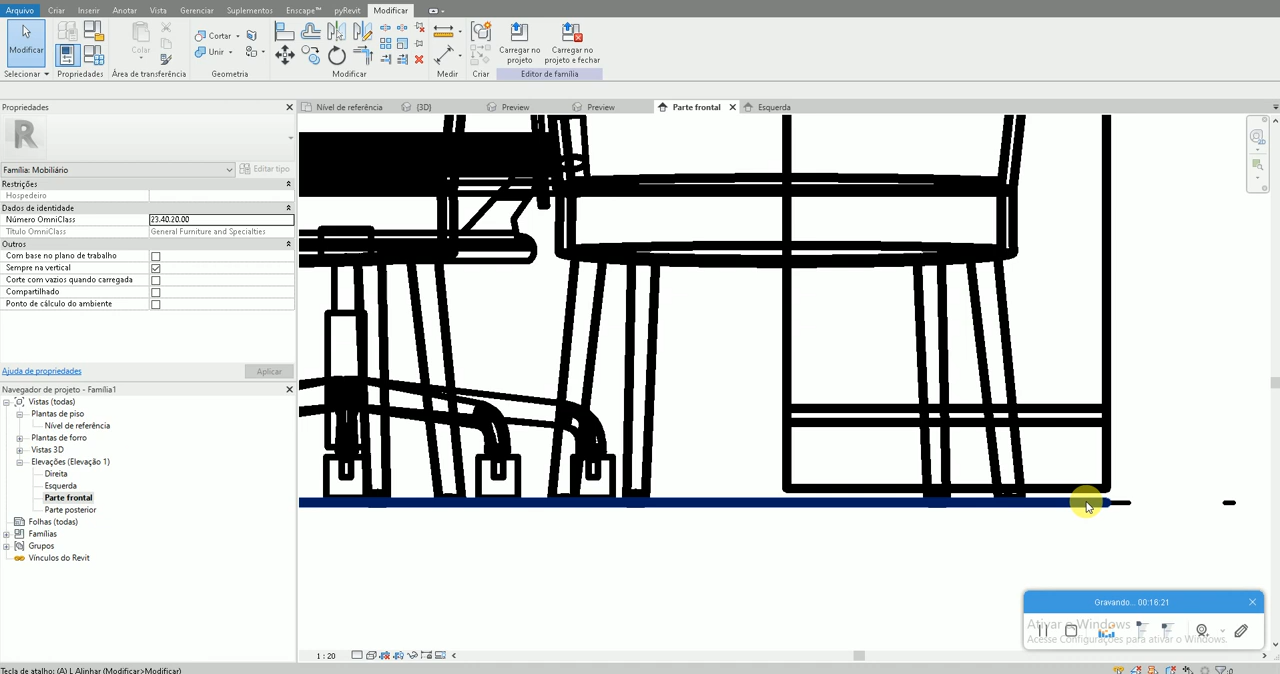 Arquivo Criar Inserir Anotar Vista Gerenciar Suplementos Enscape™ pyRevit Modificar
Modificar
Colar
Cortar
Unir
Carregar no projeto
Carregar no projeto e fechar
Selecionar Propriedades Área de transferência Geometria Modificar Medir Criar Editor de família
Propriedades
Nível de referência {3D} Preview Preview Parte frontal Esquerda
R
Família: Mobiliário Editar tipo
Restrições
Hospedeiro
Dados de identidade
Número OmniClass 23.40.20.00
Título OmniClass General Furniture and Specialties
Outros
Com base no plano de trabalho
Sempre na vertical
Corte com vazios quando carregada
Compartilhado
Ponto de cálculo do ambiente
Ajuda de propriedades Aplicar
Navegador de projeto - Família1
Vistas (todas)
Plantas de piso
Nível de referência
Plantas de forro
Vistas 3D
Elevações (Elevação 1)
Direita
Esquerda
Parte frontal
Parte posterior
Folhas (todas)
Famílias
Grupos
Vínculos do Revit
Gravando... 00:16:21
Ativar o Windows
Acesse Configurações para ativar o Windows.
1 : 20
Tecla de atalho: (A) L Alinhar (Modificar>Modificar)
:0